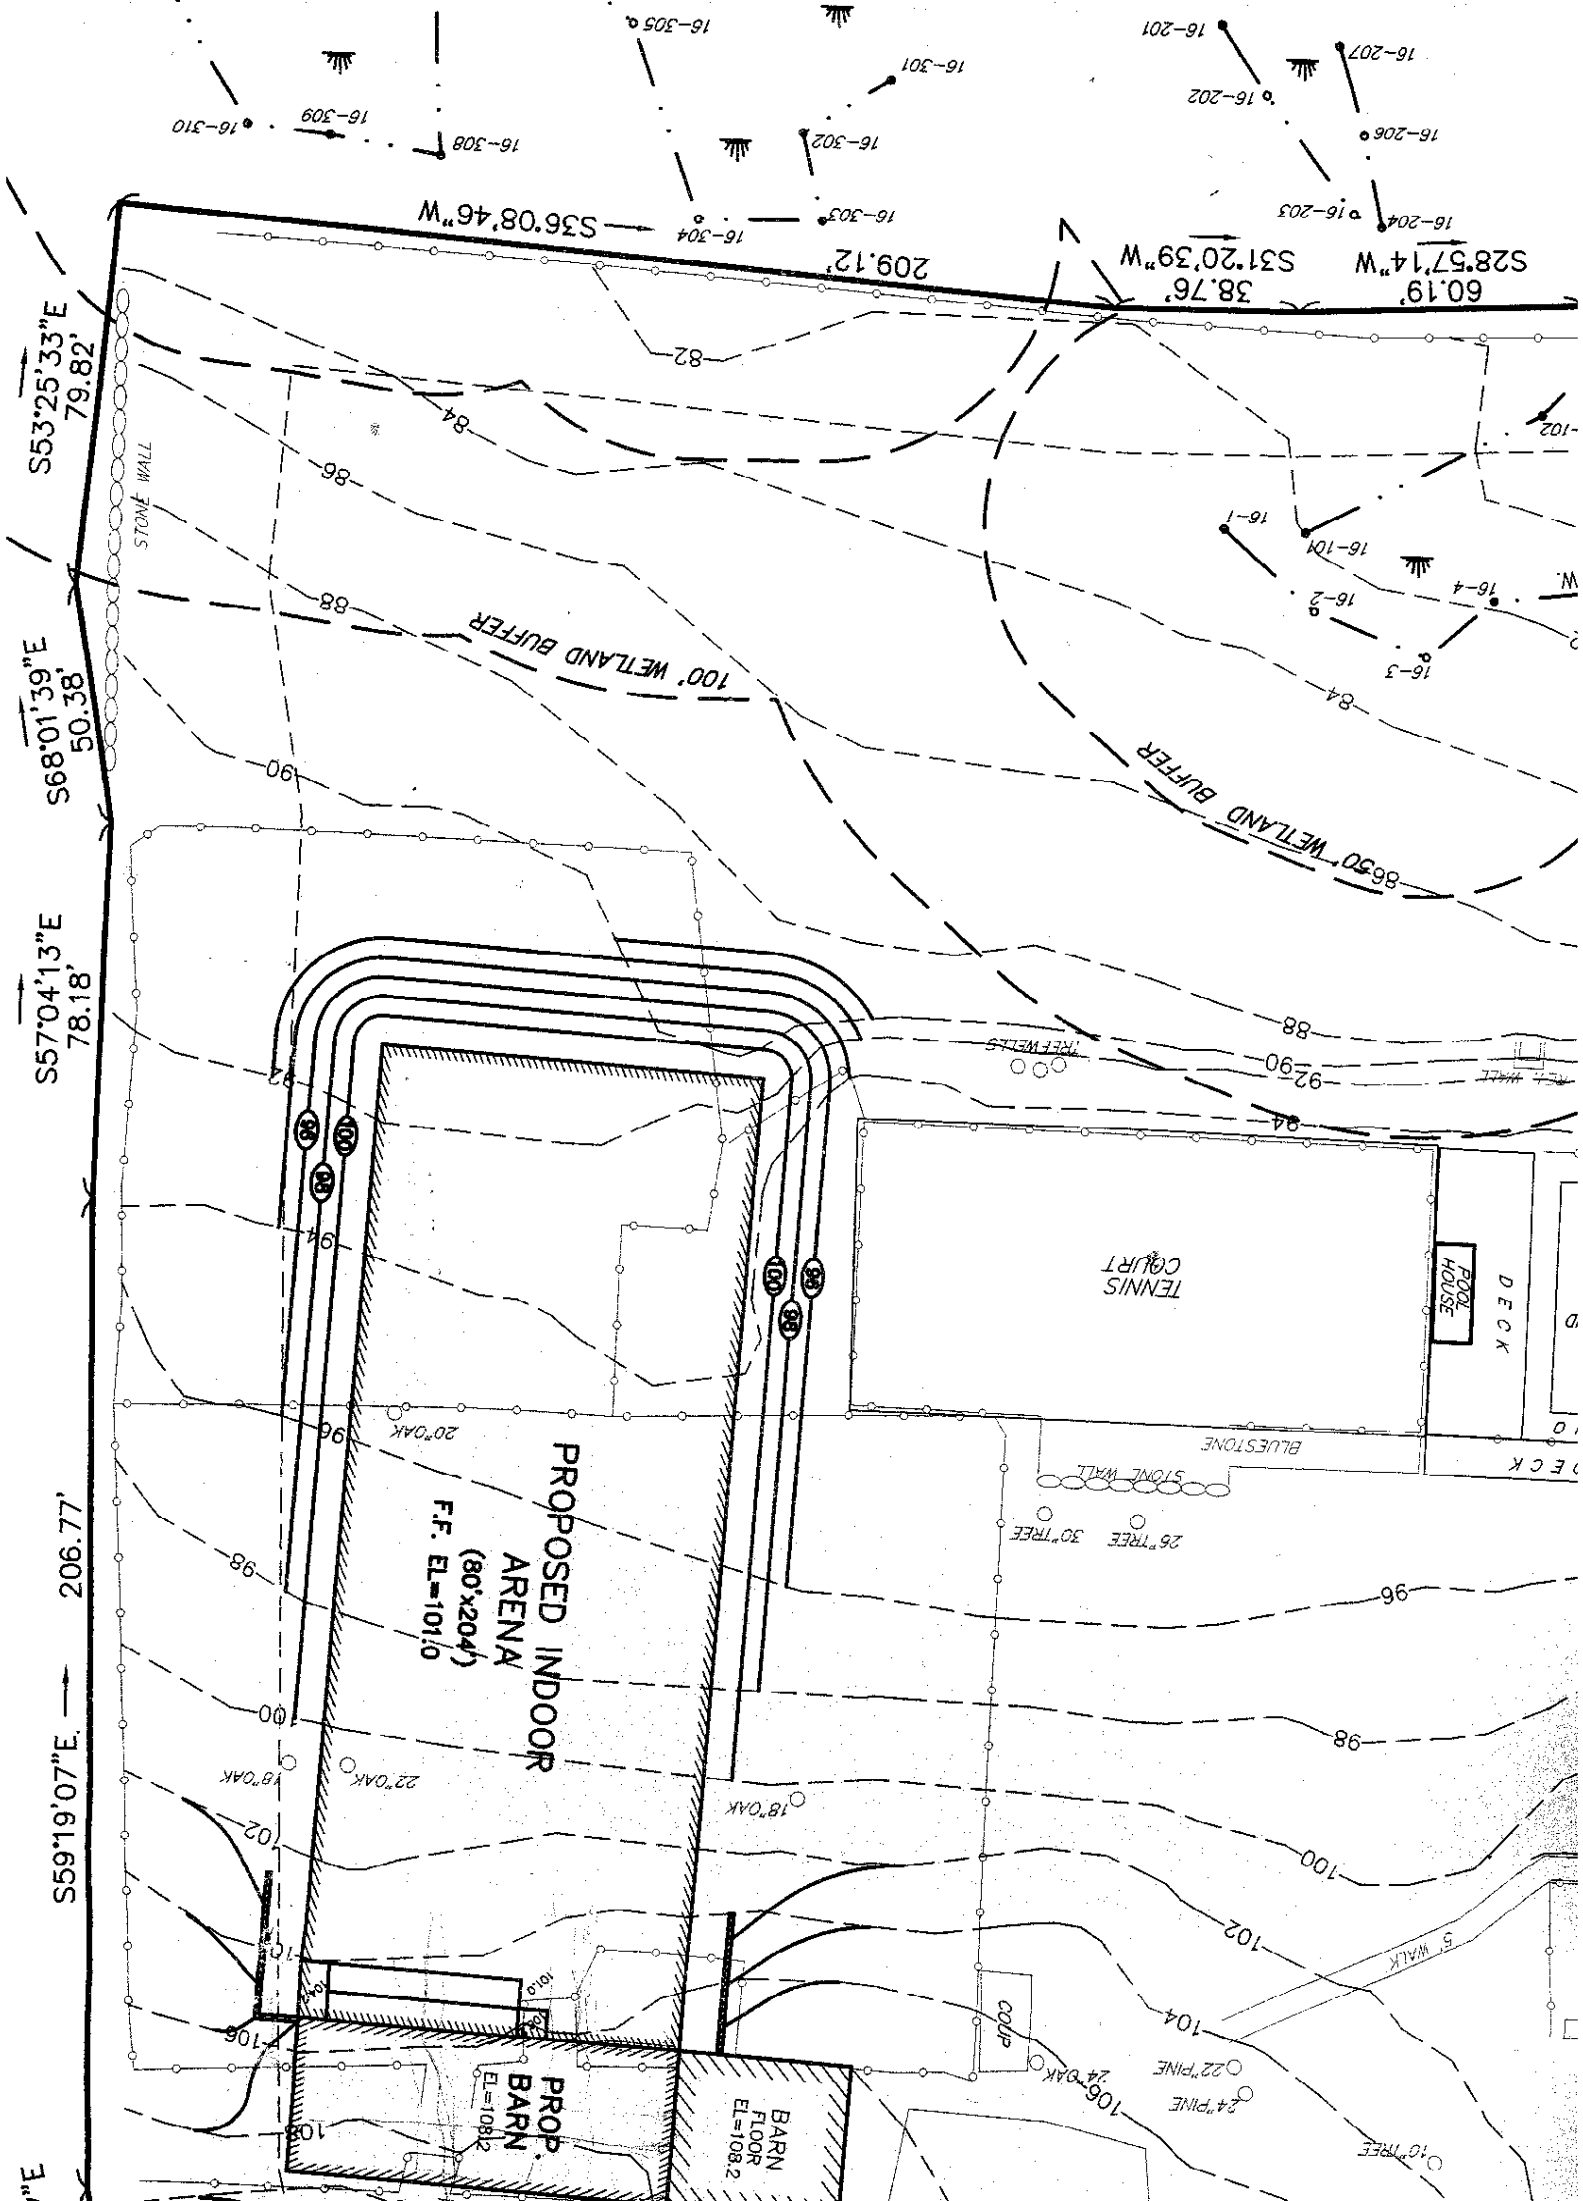 16-305
16-301
16-201
16-207
16-310
16-309
16-308
16-302
16-202
16-206
S36°08'46"W
16-304
16-303
16-203
16-204
209.12'
S31°20'39"W
38.76'
S28°57'14"W
60.19'
S53°25'33"E
79.82'
STONE WALL
82
84
86
88
16-1
16-101
16-2
16-4
16-3
100' WETLAND BUFFER
84
S68°01'39"E
50.38'
90
50' WETLAND BUFFER
86
S57°04'13"E
78.18'
88
90
92
94
TREE WELLS
RET. WALL
92
96
98
100
94
100
98
96
TENNIS
COURT
POOL
HOUSE
DECK
20"OAK
96
BLUESTONE
STONE WALL
DECK
30"TREE
26"TREE
PROPOSED INDOOR
ARENA
(80'x204')
F.F. EL=101.0
98
96
S59°19'07"E
206.77'
100
98
18"OAK
22"OAK
18"OAK
102
100
102
5' WALK
101.0
COUP
104
106
24"OAK
22"PINE
24"PINE
106
108
PROP.
BARN
EL=108.2
BARN
FLOOR
EL=108.2
10"TREE